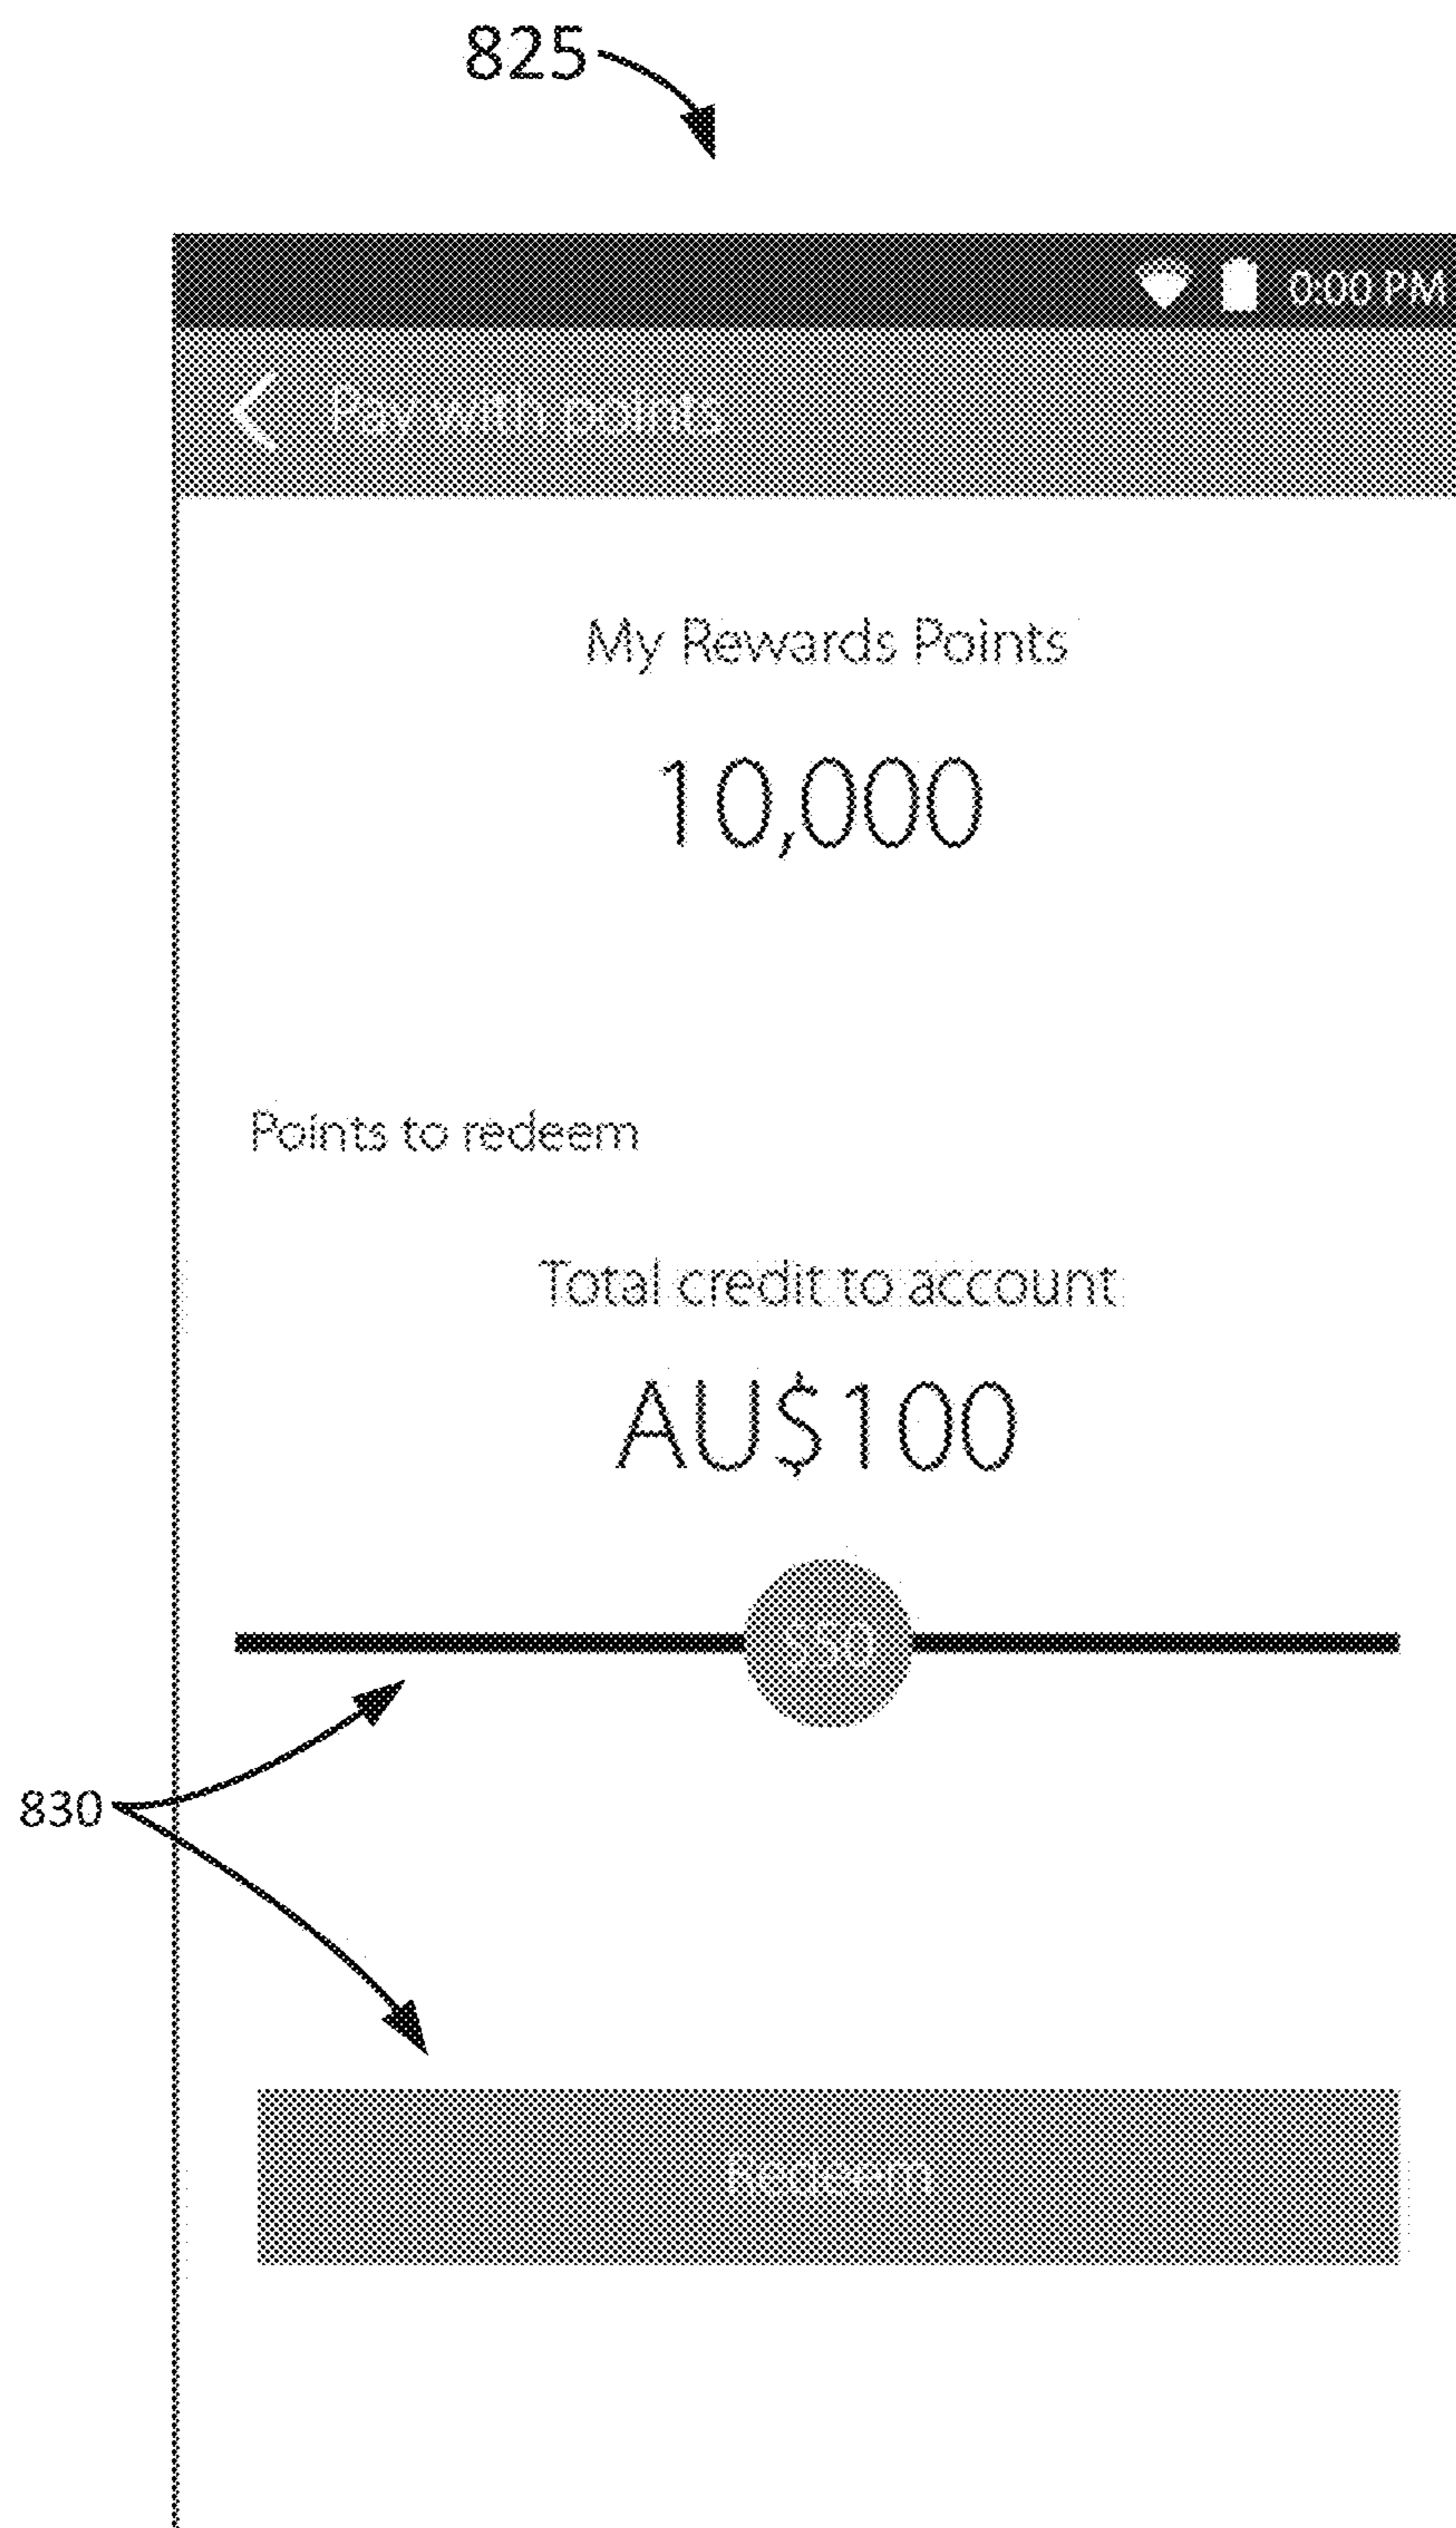 825
0:00 PM
Pay with points
My Rewards Points
10,000
Points to redeem
Total credit to account
AU$100
830
Redeem